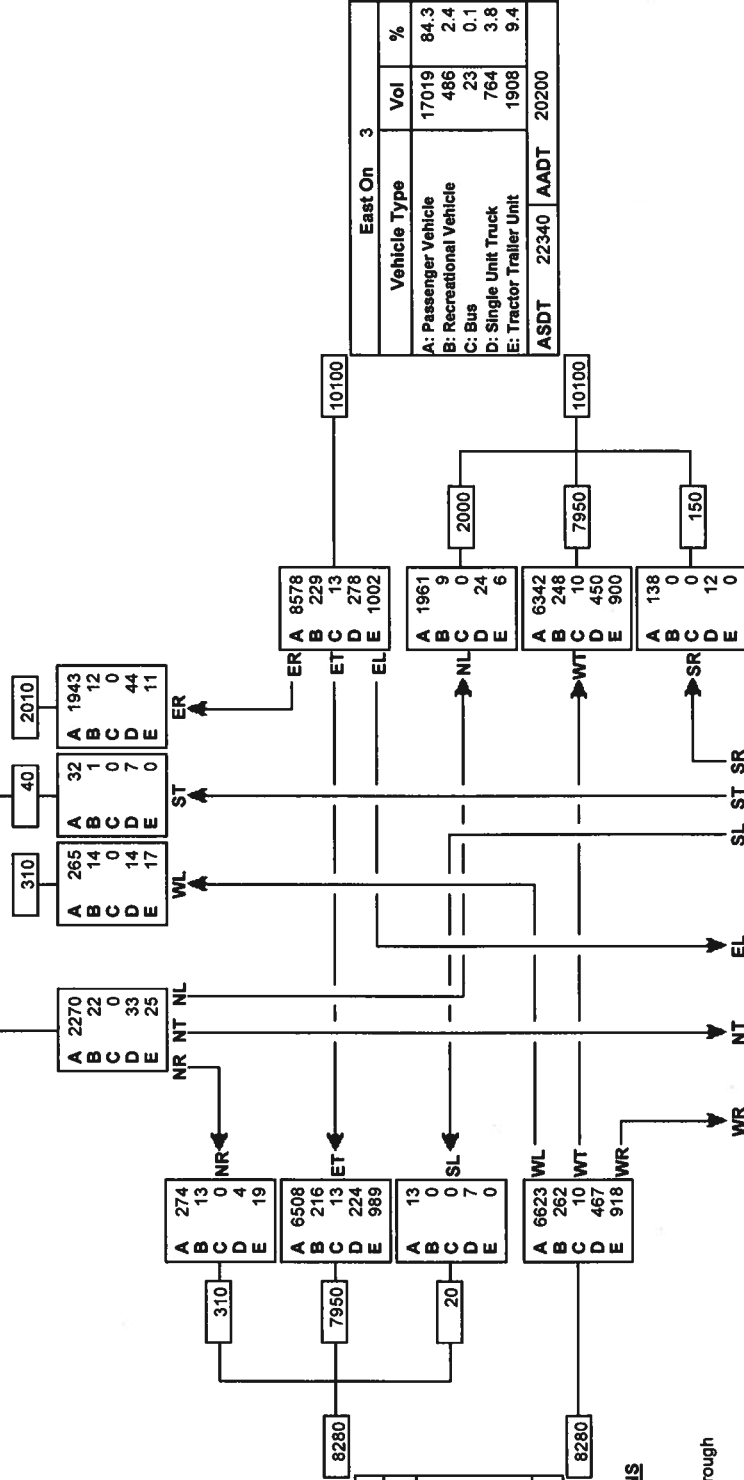 310
40
2010
A 2270
B 22
C 0
D 33
E 25
A 265
B 14
C 0
D 14
E 17
A 32
B 1
C 0
D 7
E 0
A 1943
B 12
C 0
D 44
E 11
NR NT NL
WL
ST
ER
310
A 274
B 13
C 0
D 4
E 19
NR
8280
7950
A 6508
B 216
C 13
D 224
E 989
ET
20
A 13
B 0
C 0
D 7
E 0
SL
8280
A 6623
B 262
C 10
D 467
E 918
WL
WT
WR
ER
ET
EL
A 8578
B 229
C 13
D 278
E 1002
10100
NL
A 1961
B 9
C 0
D 24
E 6
2000
WT
A 6342
B 248
C 10
D 450
E 900
7950
10100
SR
A 138
B 0
C 0
D 12
E 0
150
East On 3
Vehicle Type Vol %
A: Passenger Vehicle 17019 84.3
B: Recreational Vehicle 486 2.4
C: Bus 23 0.1
D: Single Unit Truck 764 3.8
E: Tractor Trailer Unit 1908 9.4
ASDT 22340 AADT 20200
WR NT EL SL ST SR